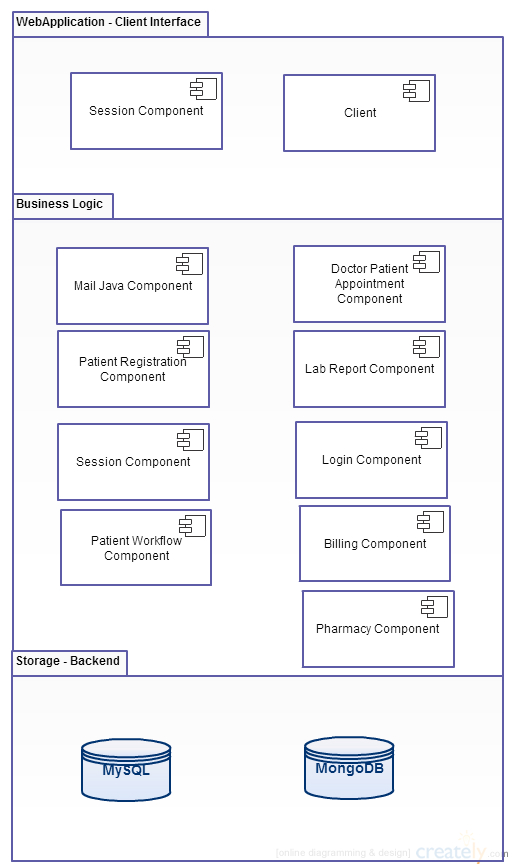 WebApplication - Client Interface
Session Component
Client
Business Logic
Mail Java Component
Doctor Patient
Appointment
Component
Patient Registration
Component
Lab Report Component
Session Component
Login Component
Patient Workflow
Component
Billing Component
Pharmacy Component
Storage - Backend
MySQL
MongoDB
[online diagramming & design] creately.com